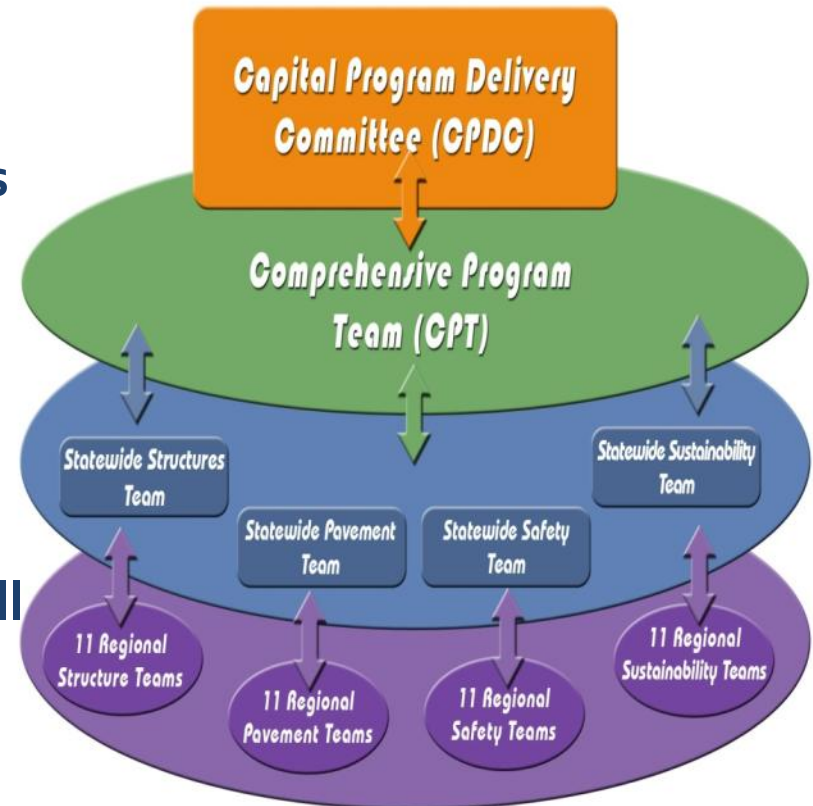 Capital Program Delivery
Committee (CPDC)
s
Comprehensive Program
Team (CPT)
Statewide Structures
Team
Statewide Sustainability
Team
Statewide Pavement
Team
Statewide Safety
Team
ll
11 Regional
Structure Teams
11 Regional
Sustainability Teams
11 Regional
Pavement Teams
11 Regional
Safety Teams